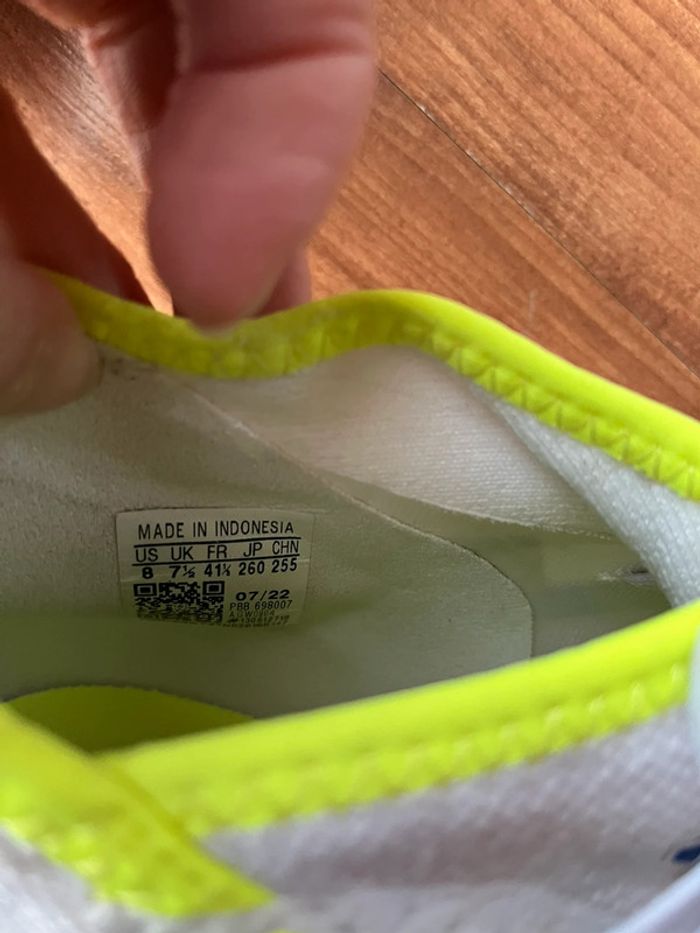 MADE IN INDONESIA
US UK FR JP CHN
8 7½ 41⅓ 260 255
07/22
PBB 698007